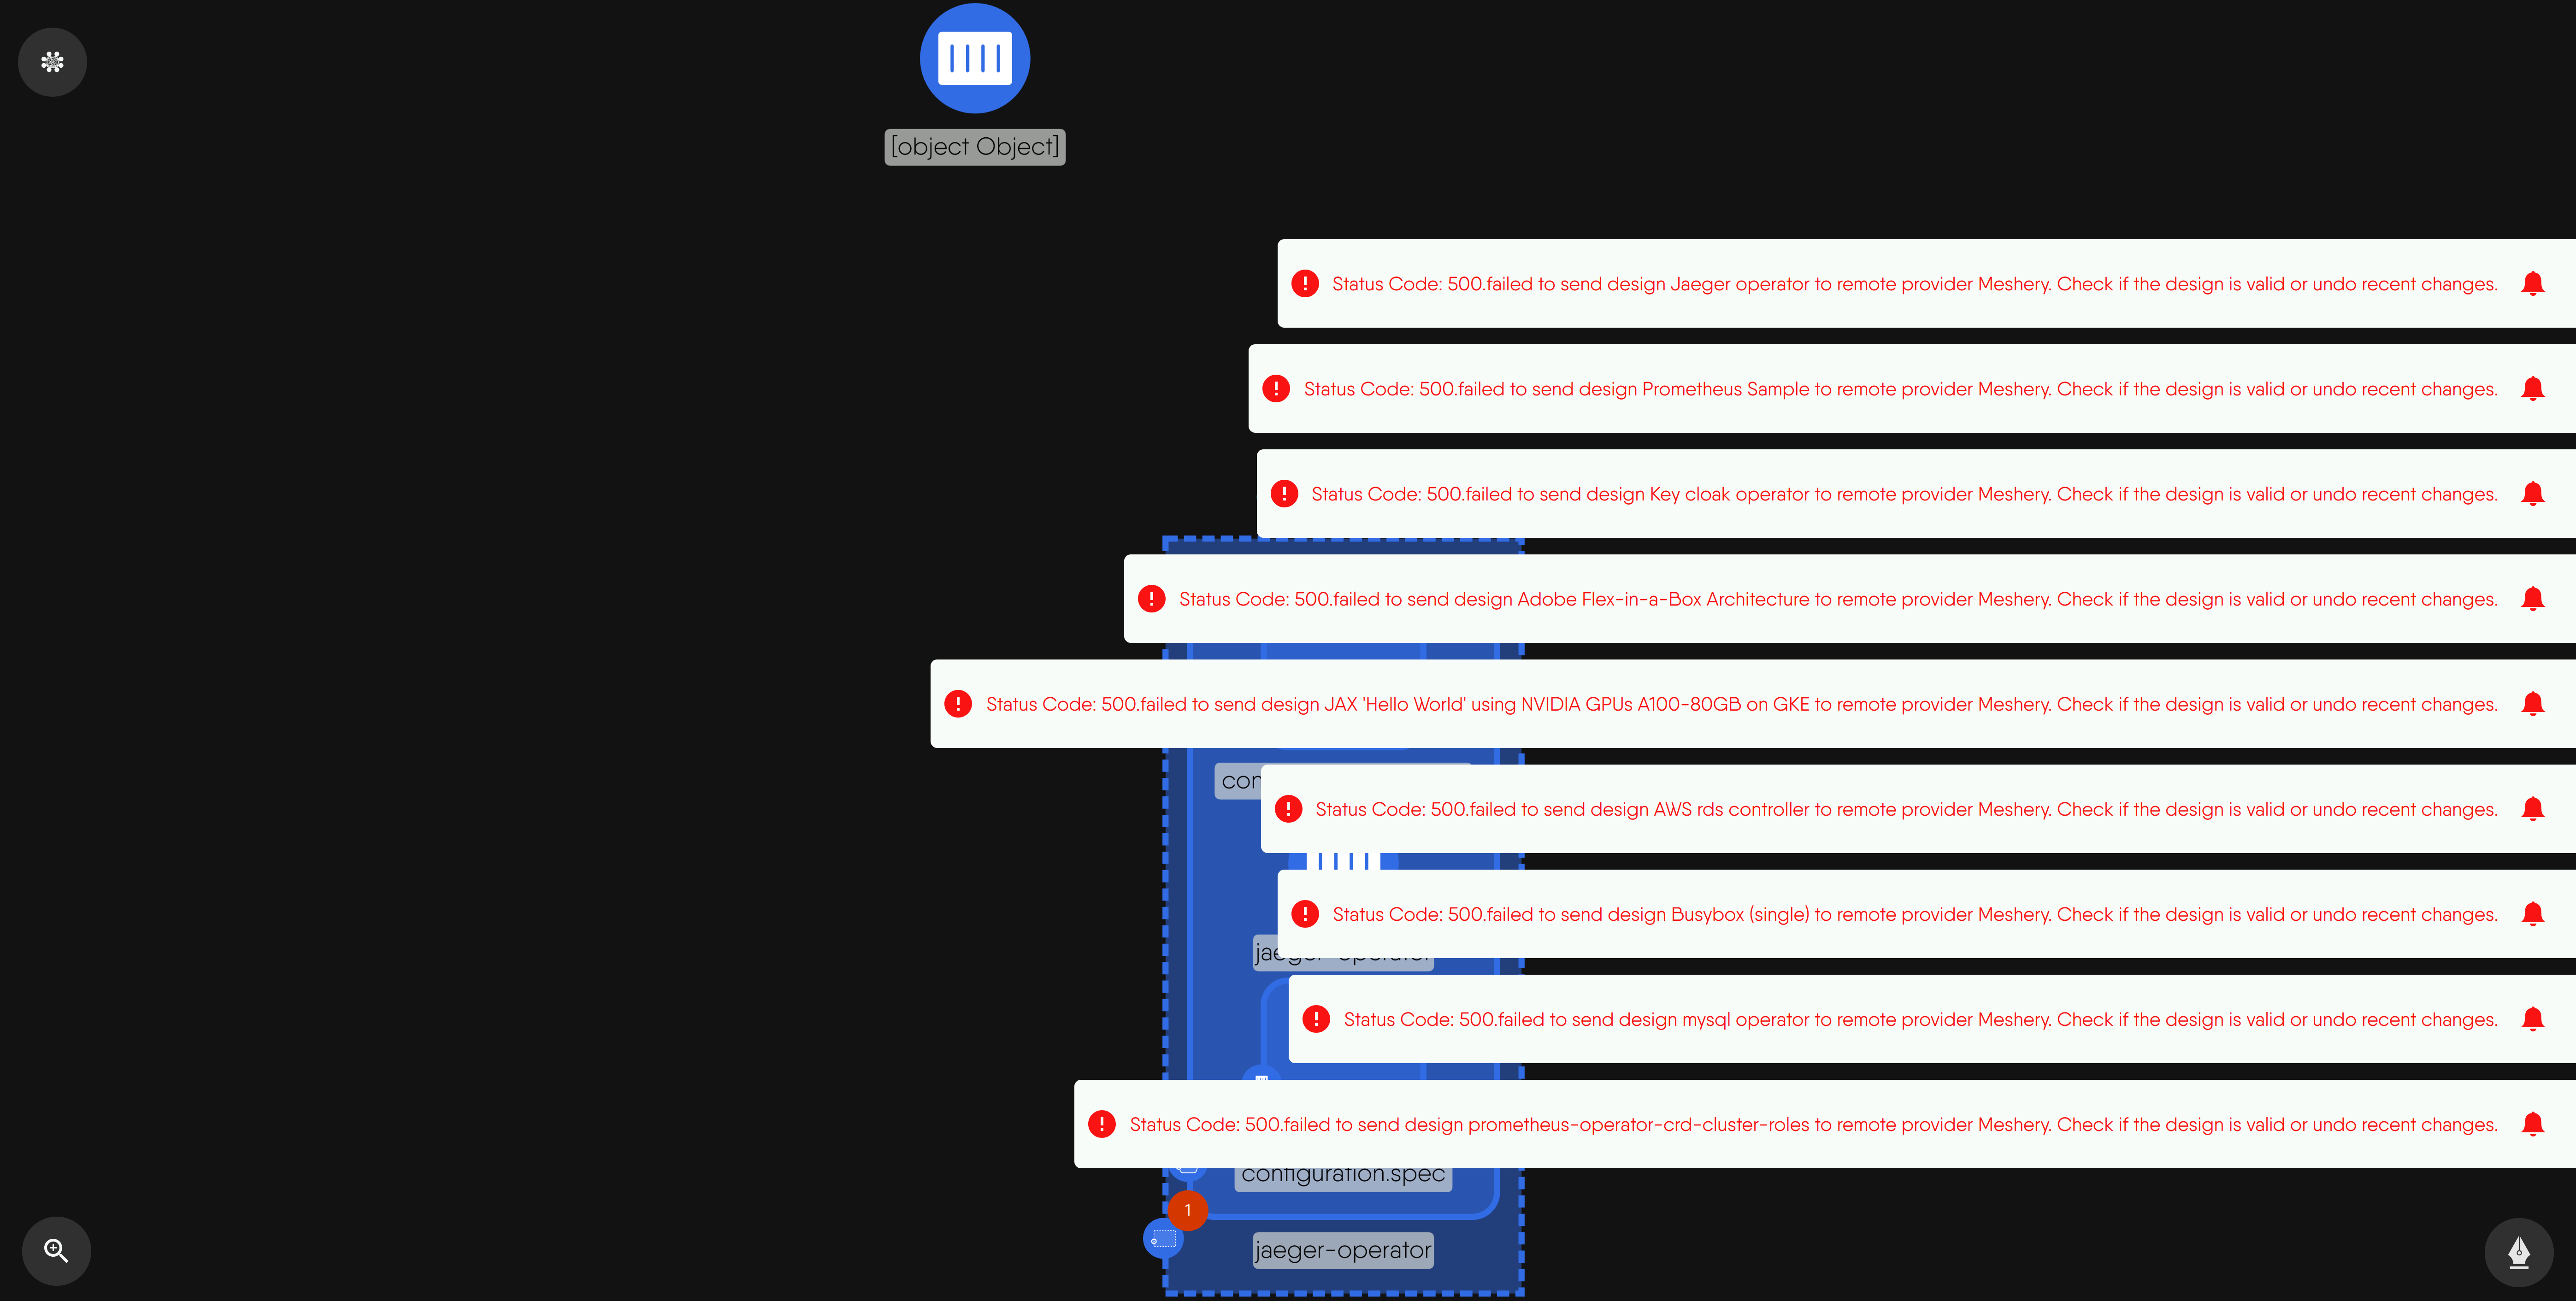 [object Object]
Status Code: 500.failed to send design Jaeger operator to remote provider Meshery. Check if the design is valid or undo recent changes.
Status Code: 500.failed to send design Prometheus Sample to remote provider Meshery. Check if the design is valid or undo recent changes.
Status Code: 500.failed to send design Key cloak operator to remote provider Meshery. Check if the design is valid or undo recent changes.
Status Code: 500.failed to send design Adobe Flex-in-a-Box Architecture to remote provider Meshery. Check if the design is valid or undo recent changes.
Status Code: 500.failed to send design JAX 'Hello World' using NVIDIA GPUs A100-80GB on GKE to remote provider Meshery. Check if the design is valid or undo recent changes.
con
Status Code: 500.failed to send design AWS rds controller to remote provider Meshery. Check if the design is valid or undo recent changes.
Status Code: 500.failed to send design Busybox (single) to remote provider Meshery. Check if the design is valid or undo recent changes.
jaeger-operator
Status Code: 500.failed to send design mysql operator to remote provider Meshery. Check if the design is valid or undo recent changes.
Status Code: 500.failed to send design prometheus-operator-crd-cluster-roles to remote provider Meshery. Check if the design is valid or undo recent changes.
configuration.spec
1
jaeger-operator